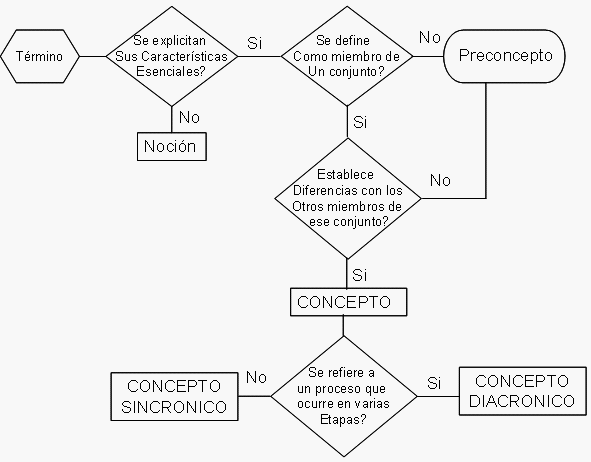 Término
Se explicitan
Sus Características
Esenciales?
Si
Se define
Como miembro de
Un conjunto?
No
Preconcepto
No
Noción
Si
Establece
Diferencias con los
Otros miembros de
ese conjunto?
No
Si
CONCEPTO
Se refiere a
un proceso que
ocurre en varias
Etapas?
No
CONCEPTO
SINCRONICO
Si
CONCEPTO
DIACRONICO